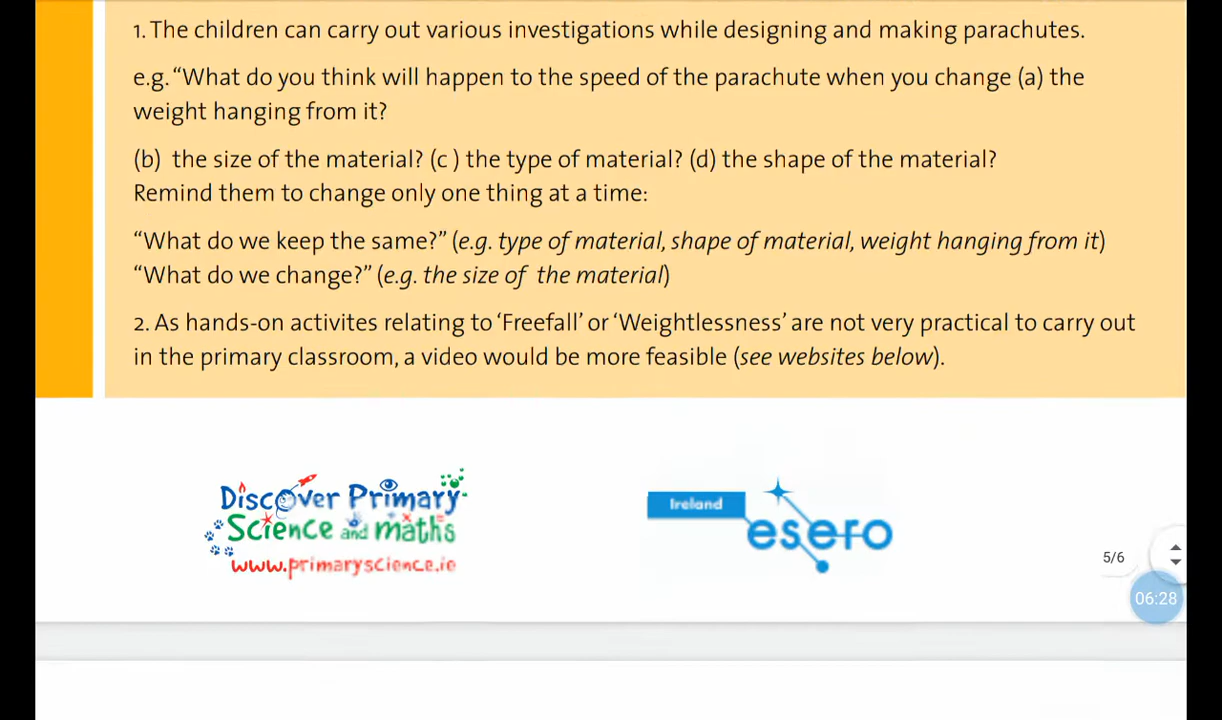 1. The children can carry out various investigations while designing and making parachutes.
e.g. “What do you think will happen to the speed of the parachute when you change (a) the
weight hanging from it?
(b) the size of the material? (c ) the type of material? (d) the shape of the material?
Remind them to change only one thing at a time:
“What do we keep the same?” (e.g. type of material, shape of material, weight hanging from it)
“What do we change?” (e.g. the size of the material)
2. As hands-on activites relating to ‘Freefall’ or ‘Weightlessness’ are not very practical to carry out
in the primary classroom, a video would be more feasible (see websites below).
Discover Primary
Science and maths
www.primaryscience.ie
Ireland
esero
5/6
06:28